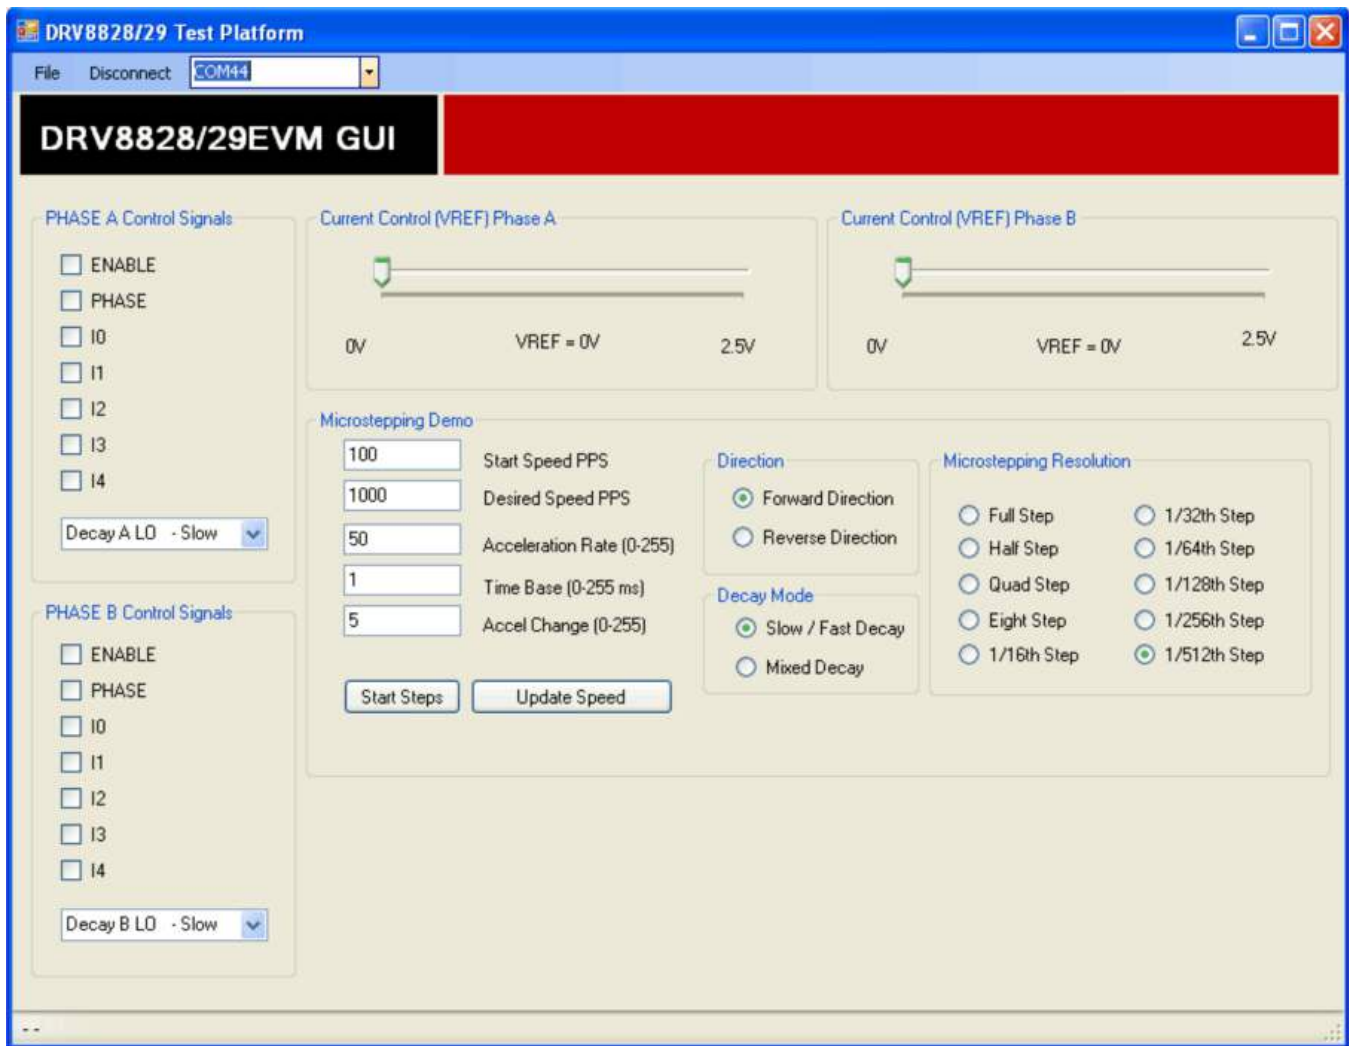 DRV8828/29 Test Platform
File Disconnect COM44
DRV8828/29EVM GUI
PHASE A Control Signals
ENABLE
PHASE
I0
I1
I2
I3
I4
Decay A LO - Slow
PHASE B Control Signals
ENABLE
PHASE
I0
I1
I2
I3
I4
Decay B LO - Slow
Current Control (VREF) Phase A
0V VREF = 0V 2.5V
Current Control (VREF) Phase B
0V VREF = 0V 2.5V
Microstepping Demo
100 Start Speed PPS
1000 Desired Speed PPS
50 Acceleration Rate (0-255)
1 Time Base (0-255 ms)
5 Accel Change (0-255)
Start Steps Update Speed
Direction
Forward Direction
Reverse Direction
Decay Mode
Slow / Fast Decay
Mixed Decay
Microstepping Resolution
Full Step 1/32th Step
Half Step 1/64th Step
Quad Step 1/128th Step
Eight Step 1/256th Step
1/16th Step 1/512th Step
- -